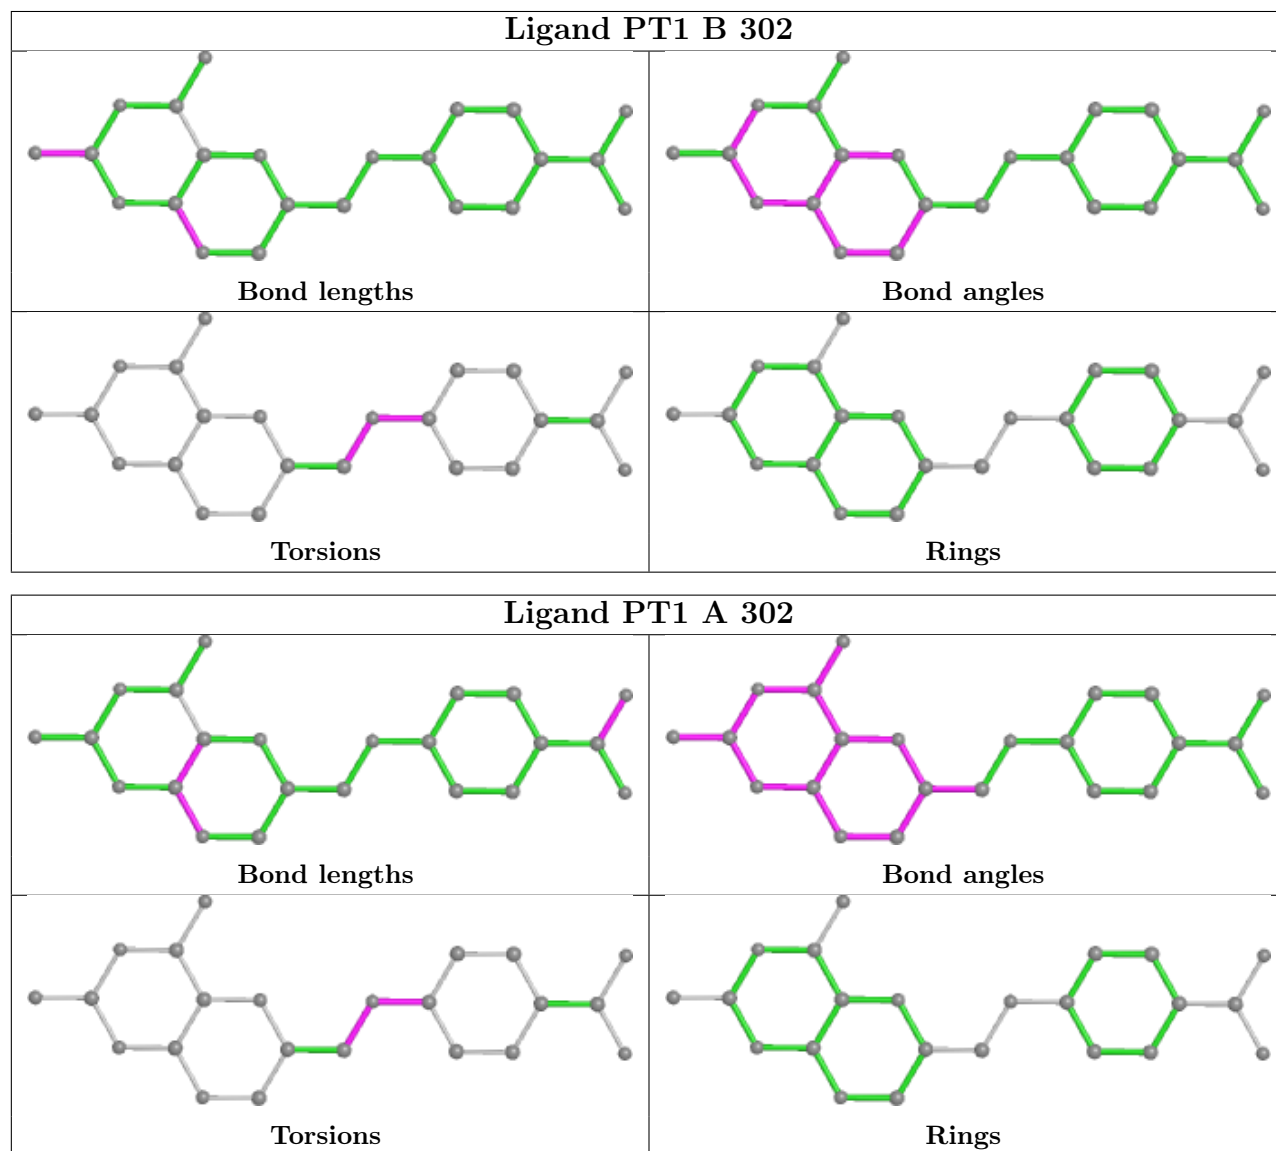 Ligand PT1 B 302
Bond lengths
Bond angles
Torsions
Rings
Ligand PT1 A 302
Bond lengths
Bond angles
Torsions
Rings